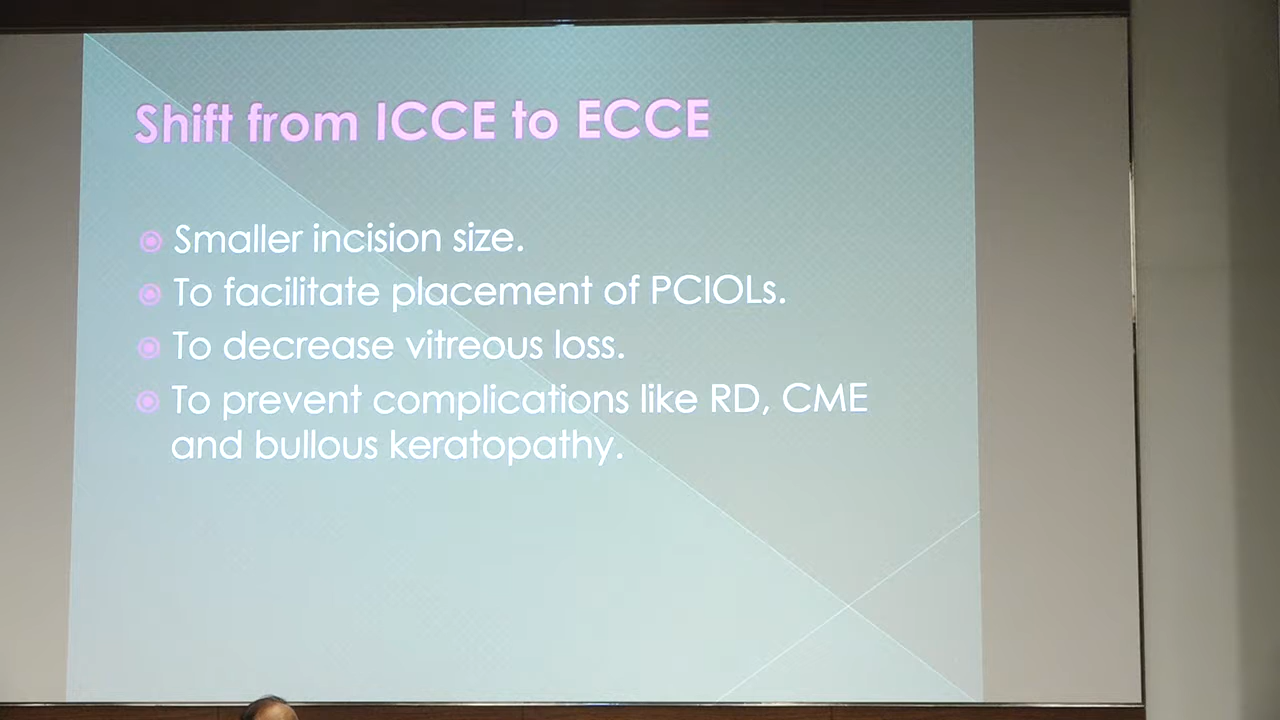 Shift from ICCE to ECCE
Smaller incision size.
To facilitate placement of PCIOLs.
To decrease vitreous loss.
To prevent complications like RD, CME
and bullous keratopathy.